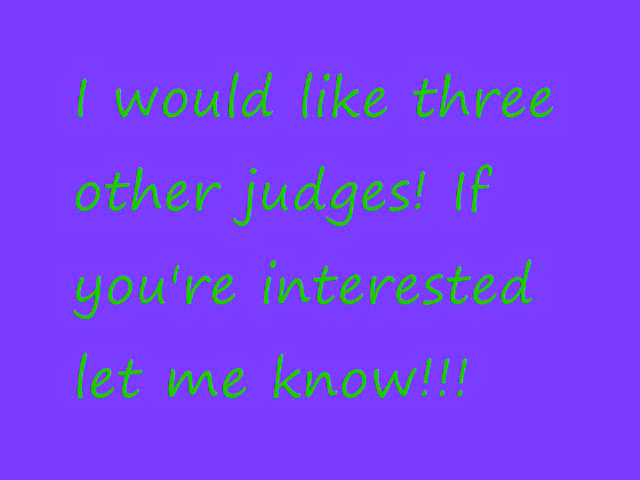 I would like three
other judges! If
you're interested
let me know!!!